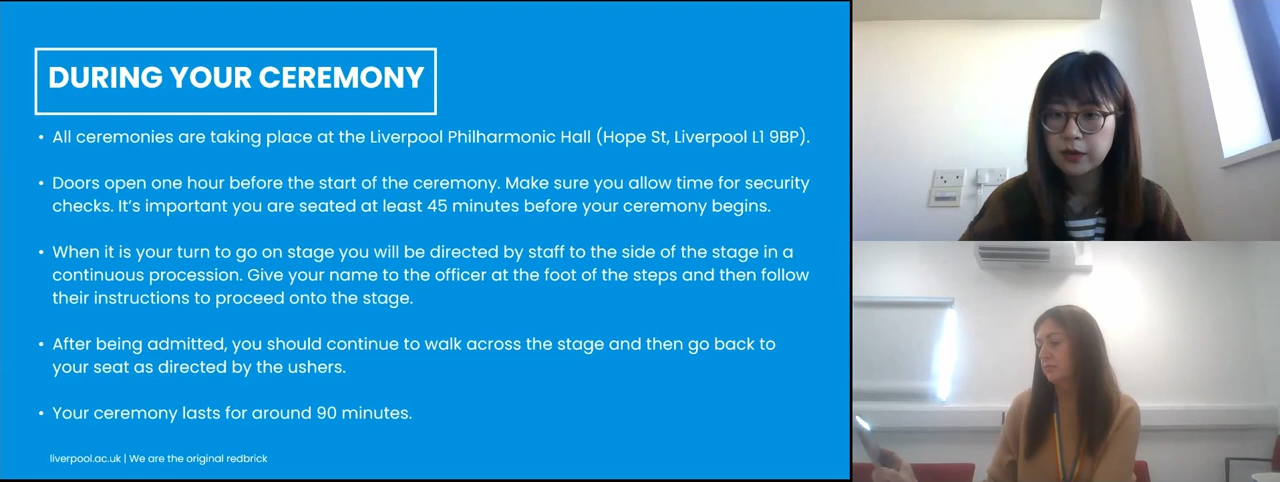 DURING YOUR CEREMONY
• All ceremonies are taking place at the Liverpool Philharmonic Hall (Hope St, Liverpool L1 9BP).
• Doors open one hour before the start of the ceremony. Make sure you allow time for security
checks. It’s important you are seated at least 45 minutes before your ceremony begins.
• When it is your turn to go on stage you will be directed by staff to the side of the stage in a
continuous procession. Give your name to the officer at the foot of the steps and then follow
their instructions to proceed onto the stage.
• After being admitted, you should continue to walk across the stage and then go back to
your seat as directed by the ushers.
• Your ceremony lasts for around 90 minutes.
liverpool.ac.uk | We are the original redbrick